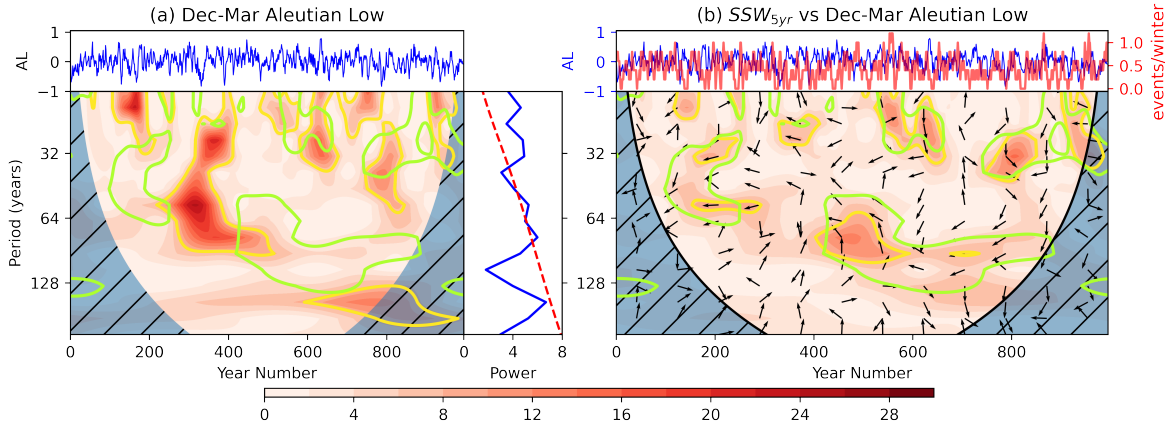 (a) Dec-Mar Aleutian Low
(b) SSW5yr vs Dec-Mar Aleutian Low
AL
1
0
−1
AL
1
0
−1
1.0
0.5
0.0
events/winter
Period (years)
32
64
128
32
64
128
0 200 400 600 800
0 4 8
0 200 400 600 800
Year Number
Power
Year Number
0 4 8 12 16 20 24 28